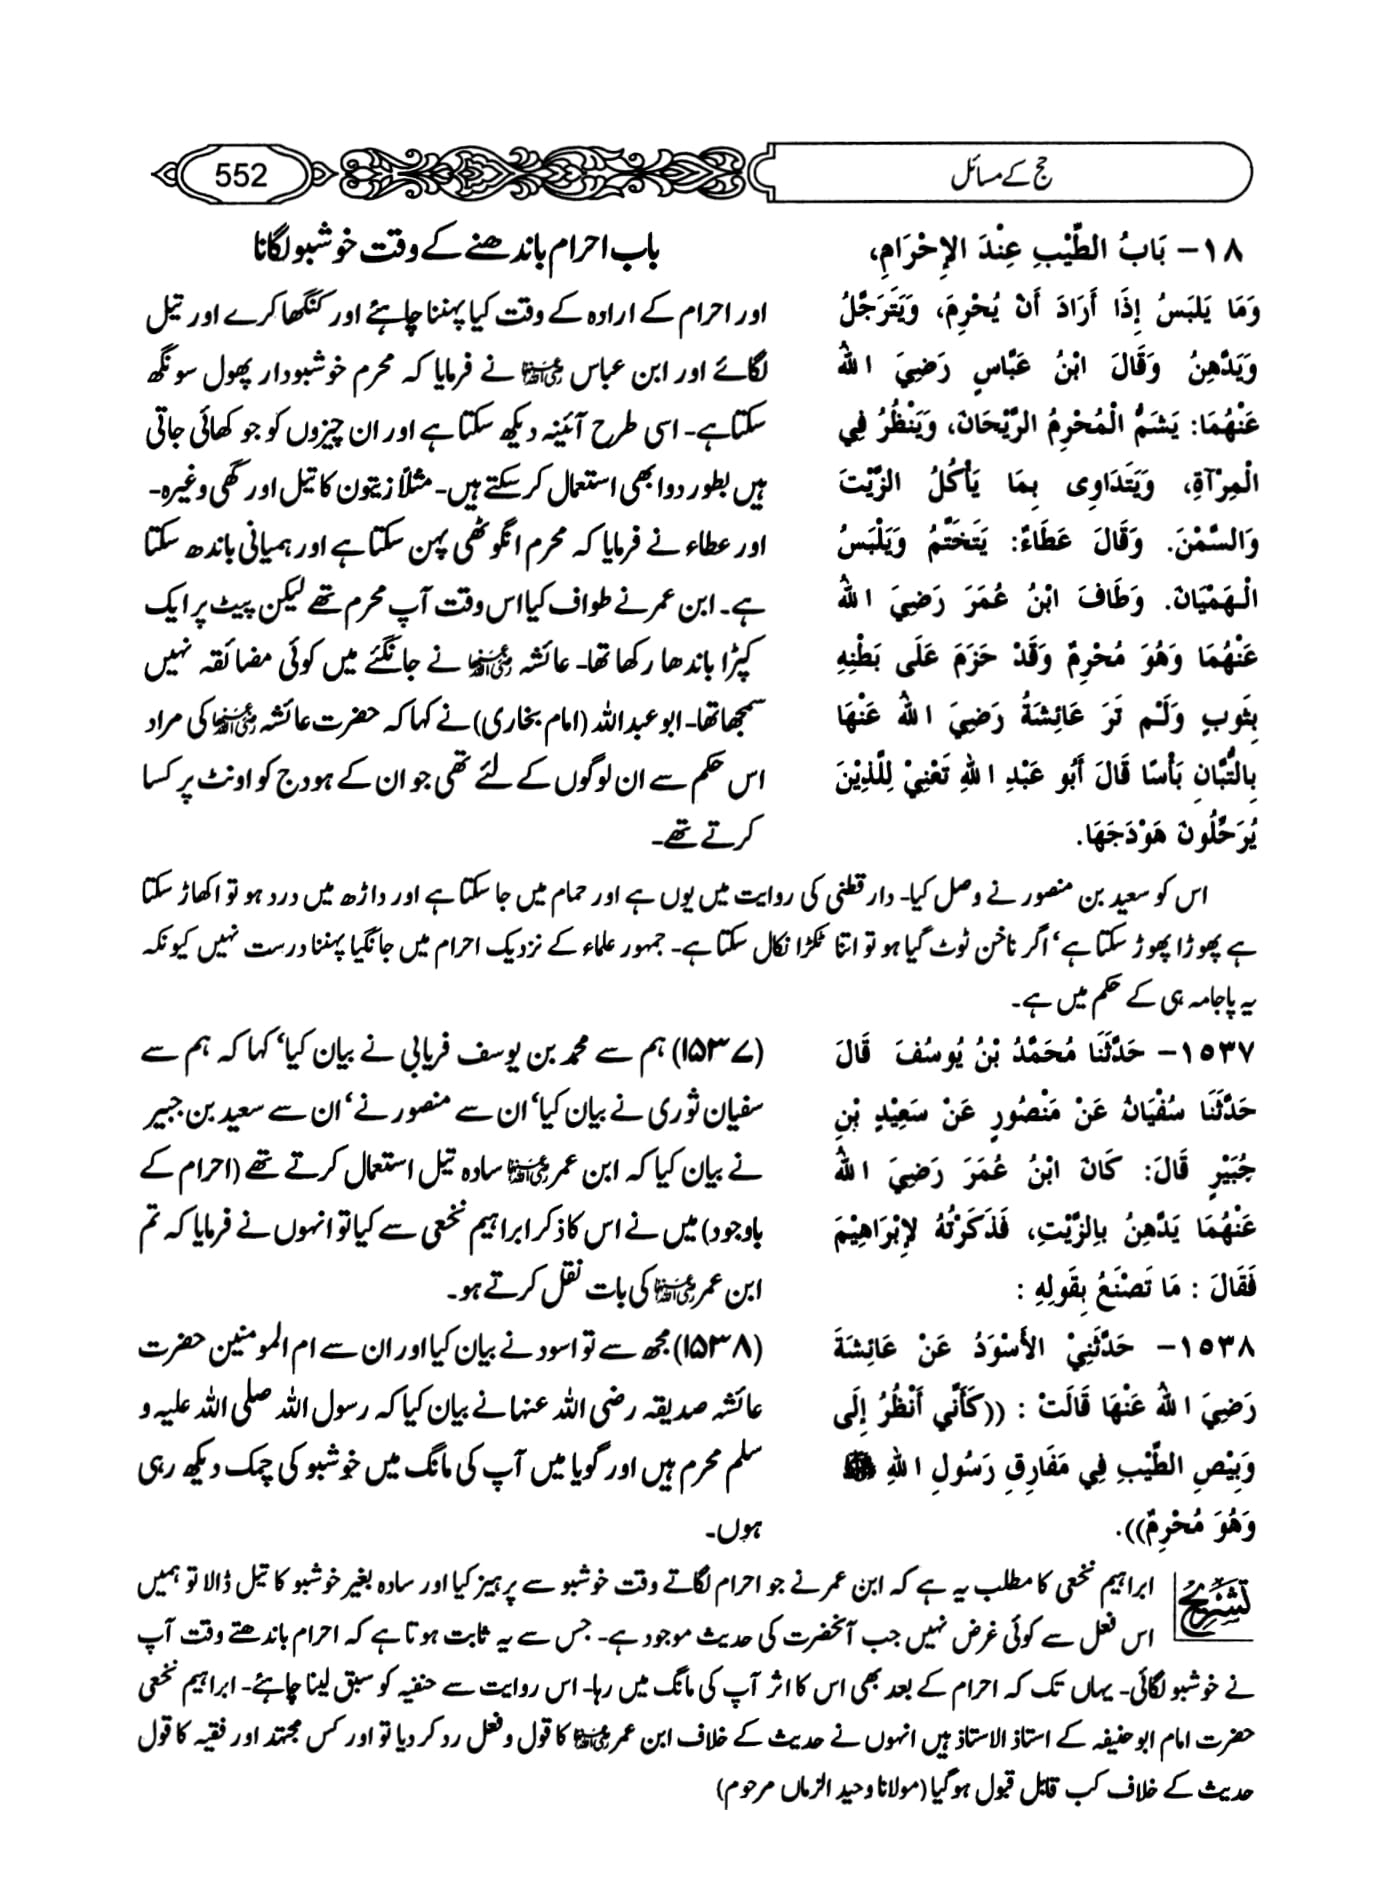 552
حج کے مسائل
١٨- بَابُ الطِّيْبِ عِنْدَ الإِحْرَامِ،
وَمَا يَلبَسُ إِذَا أَرَادَ أَنْ يُحْرِمَ، وَيَتَرَجَّلُ
وَيَدَّهِنُ وَقَالَ ابْنُ عَبَّاسٍ رَضِيَ اللهُ
عَنْهُمَا: يَشَمُّ الْمُحْرِمُ الرَّيْحَانَ، وَيَنْظُرُ فِي
الْمِرْآةِ، وَيَتَدَاوِى بِمَا يَأْكُلُ الزَّيْتَ
وَالسَّمْنَ. وَقَالَ عَطَاءٌ: يَتَخَتَّمُ وَيَلْبَسُ
الْهَمْيَانَ. وَطَافَ ابْنُ عُمَرَ رَضِيَ اللهُ
عَنْهُمَا وَهُوَ مُحْرِمٌ وَقَدْ حَزَمَ عَلَى بَطْنِهِ
بِثَوبٍ وَلَمْ تَرَ عَائِشَةُ رَضِيَ اللهُ عَنْهَا
بِالتُّبَّانِ بَأْسًا قَالَ أَبُو عَبْدِ اللهِ تَعْنِيْ لِلَّذِيْنَ
يُرَحِّلُونَ هَوْدَجَهَا.
باب احرام باندھنے کے وقت خوشبو لگانا
اور احرام کے ارادہ کے وقت کیا پہننا چاہئے اور کنگھا کرے اور تیل
لگائے اور ابن عباس رضی اللہ عنہما نے فرمایا کہ محرم خوشبودار پھول سونگھ
سکتا ہے۔ اسی طرح آئینہ دیکھ سکتا ہے اور ان چیزوں کو جو کھائی جاتی
ہیں بطور دوا بھی استعمال کر سکتے ہیں۔ مثلاً زیتون کا تیل اور گھی وغیرہ۔
اور عطاء نے فرمایا کہ محرم انگوٹھی پہن سکتا ہے اور ہمیانی باندھ سکتا
ہے۔ ابن عمر نے طواف کیا اس وقت آپ محرم تھے لیکن پیٹ پر ایک
کپڑا باندھا رکھا تھا۔ عائشہ رضی اللہ عنہا نے جانگئے میں کوئی مضائقہ نہیں
سمجھا تھا۔ ابو عبداللہ (امام بخاری) نے کہا کہ حضرت عائشہ رضی اللہ عنہا کی مراد
اس حکم سے ان لوگوں کے لئے تھی جو ان کے ہودج کو اونٹ پر کسا
کرتے تھے۔
اس کو سعید بن منصور نے وصل کیا۔ دار قطنی کی روایت میں یوں ہے اور حمام میں جا سکتا ہے اور داڑھ میں درد ہو تو اکھاڑ سکتا
ہے پھوڑا پھوڑ سکتا ہے‘ اگر ناخن ٹوٹ گیا ہو تو اتنا ٹکڑا نکال سکتا ہے۔ جمہور علماء کے نزدیک احرام میں جانگیا پہننا درست نہیں کیونکہ
یہ پاجامہ ہی کے حکم میں ہے۔
١٥٣٧- حَدَّثَنَا مُحَمَّدُ بْنُ يُوسُفَ قَالَ
حَدَّثَنَا سُفْيَانُ عَنْ مَنْصُورٍ عَنْ سَعِيْدٍ بْنِ
جُبَيْرٍ قَالَ: كَانَ ابْنُ عُمَرَ رَضِيَ اللهُ
عَنْهُمَا يَدَّهِنُ بِالزَّيْتِ، فَذَكَرْتُهُ لإِبْرَاهِيْمَ
فَقَالَ : مَا تَصْنَعُ بِقَولِهِ :
(۱۵۳۷) ہم سے محمد بن یوسف فریابی نے بیان کیا‘ کہا کہ ہم سے
سفیان ثوری نے بیان کیا‘ ان سے منصور نے‘ ان سے سعید بن جبیر
نے بیان کیا کہ ابن عمر رضی اللہ عنہما سادہ تیل استعمال کرتے تھے (احرام کے
باوجود) میں نے اس کا ذکر ابراہیم نخعی سے کیا تو انہوں نے فرمایا کہ تم
ابن عمر رضی اللہ عنہما کی بات نقل کرتے ہو۔
١٥٣٨- حَدَّثَنِيْ الأَسْوَدُ عَنْ عَائِشَةَ
رَضِيَ اللهُ عَنْهَا قَالَتْ : ((كَأَنِّي أَنْظُرُ إِلَى
وَبِيْصِ الطِّيْبِ فِي مَفَارِقِ رَسُولِ اللهِ ﷺ
وَهُوَ مُحْرِمٌ)).
(۱۵۳۸) مجھ سے تو اسود نے بیان کیا اور ان سے ام المومنین حضرت
عائشہ صدیقہ رضی اللہ عنہا نے بیان کیا کہ رسول اللہ صلی اللہ علیہ و
سلم محرم ہیں اور گویا میں آپ کی مانگ میں خوشبو کی چمک دیکھ رہی
ہوں۔
تشریح
ابراہیم نخعی کا مطلب یہ ہے کہ ابن عمر نے جو احرام لگاتے وقت خوشبو سے پرہیز کیا اور سادہ بغیر خوشبو کا تیل ڈالا تو ہمیں
اس فعل سے کوئی غرض نہیں جب آنحضرت کی حدیث موجود ہے۔ جس سے یہ ثابت ہوتا ہے کہ احرام باندھتے وقت آپ
نے خوشبو لگائی۔ یہاں تک کہ احرام کے بعد بھی اس کا اثر آپ کی مانگ میں رہا۔ اس روایت سے حنفیہ کو سبق لینا چاہئے۔ ابراہیم نخعی
حضرت امام ابو حنیفہ کے استاذ الاستاذ ہیں انہوں نے حدیث کے خلاف ابن عمر رضی اللہ عنہما کا قول و فعل رد کر دیا تو اور کس مجتہد اور فقیہ کا قول
حدیث کے خلاف کب قابل قبول ہو گیا (مولانا وحید الزماں مرحوم)